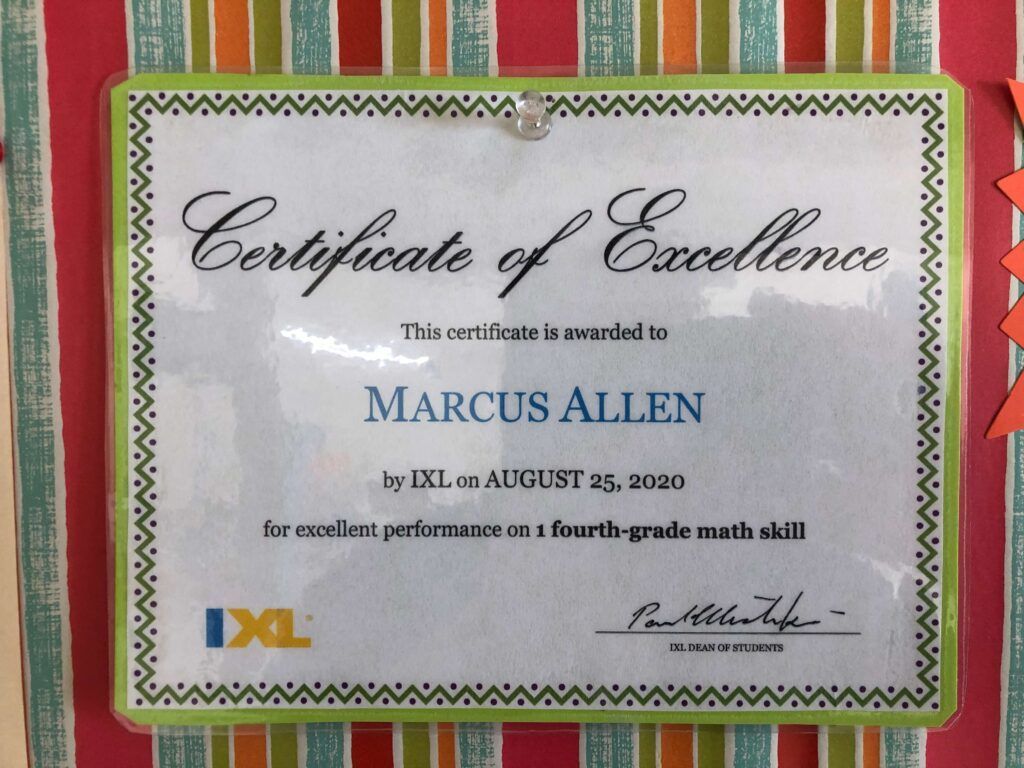 Certificate of Excellence
This certificate is awarded to
MARCUS ALLEN
by IXL on AUGUST 25, 2020
for excellent performance on 1 fourth-grade math skill
IXL
IXL DEAN OF STUDENTS